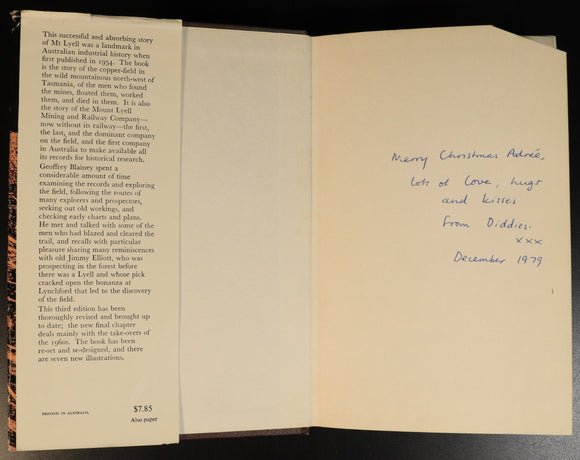 This successful and absorbing story
of Mt Lyell was a landmark in
Australian industrial history when
first published in 1954. The book
is the story of the copper-field in
the wild mountainous north-west of
Tasmania, of the men who found
the mines, floated them, worked
them, and died in them. It is also
the story of the Mount Lyell
Mining and Railway Company—
now without its railway—the first,
the last, and the dominant company
on the field, and the first company
in Australia to make available all
its records for historical research.
Geoffrey Blainey spent a
considerable amount of time
examining the records and exploring
the field, following the routes of
many explorers and prospectors,
seeking out old workings, and
checking early charts and plans.
He met and talked with some of the
men who had blazed and cleared the
trail, and recalls with particular
pleasure sharing many reminiscences
with old Jimmy Elliott, who was
prospecting in the forest before
there was a Lyell and whose pick
cracked open the bonanza at
Lynchford that led to the discovery
of the field.
This third edition has been
thoroughly revised and brought up
to date; the new final chapter
deals mainly with the take-overs of
the 1960s. The book has been
re-set and re-designed, and there
are seven new illustrations.
PRINTED IN AUSTRALIA
$7.85
Also paper
Merry Christmas Adreé,
lots of love, hugs
and kisses
from Diddies.
xxx
December 1979